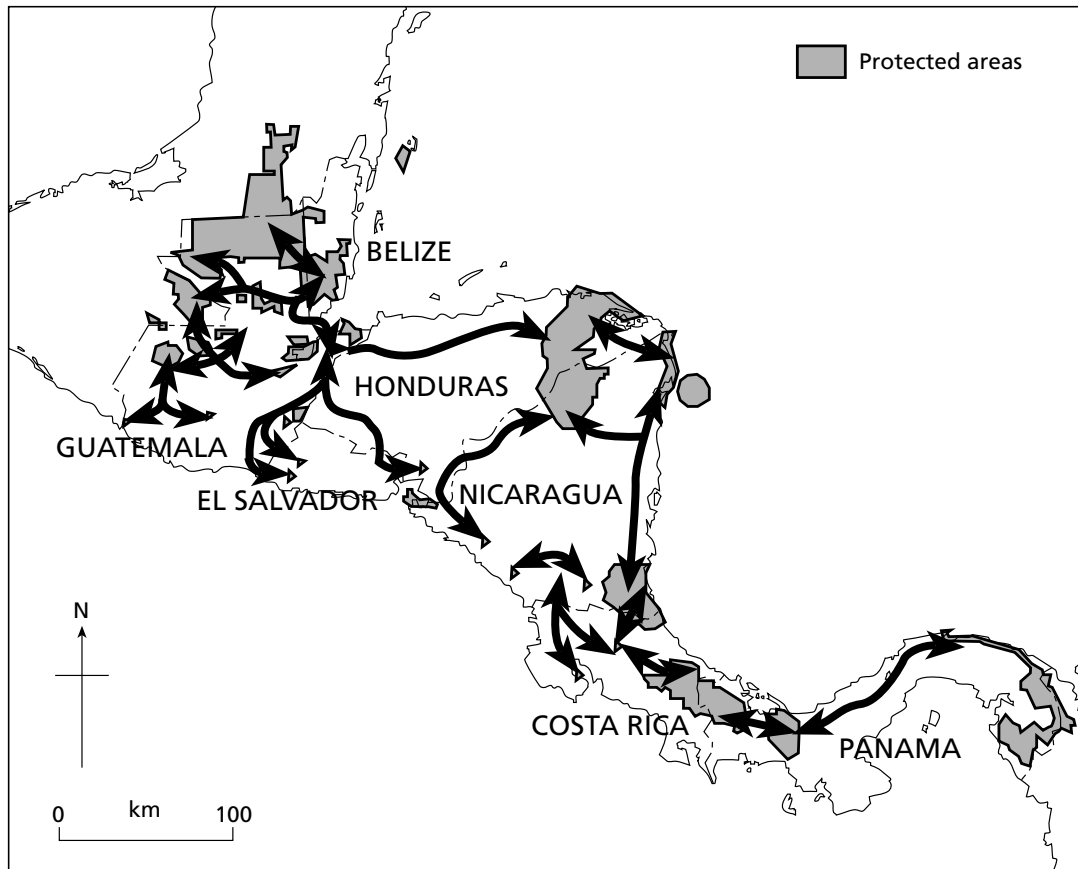 Protected areas
BELIZE
HONDURAS
GUATEMALA
EL SALVADOR
NICARAGUA
N
COSTA RICA
PANAMA
km
0 100